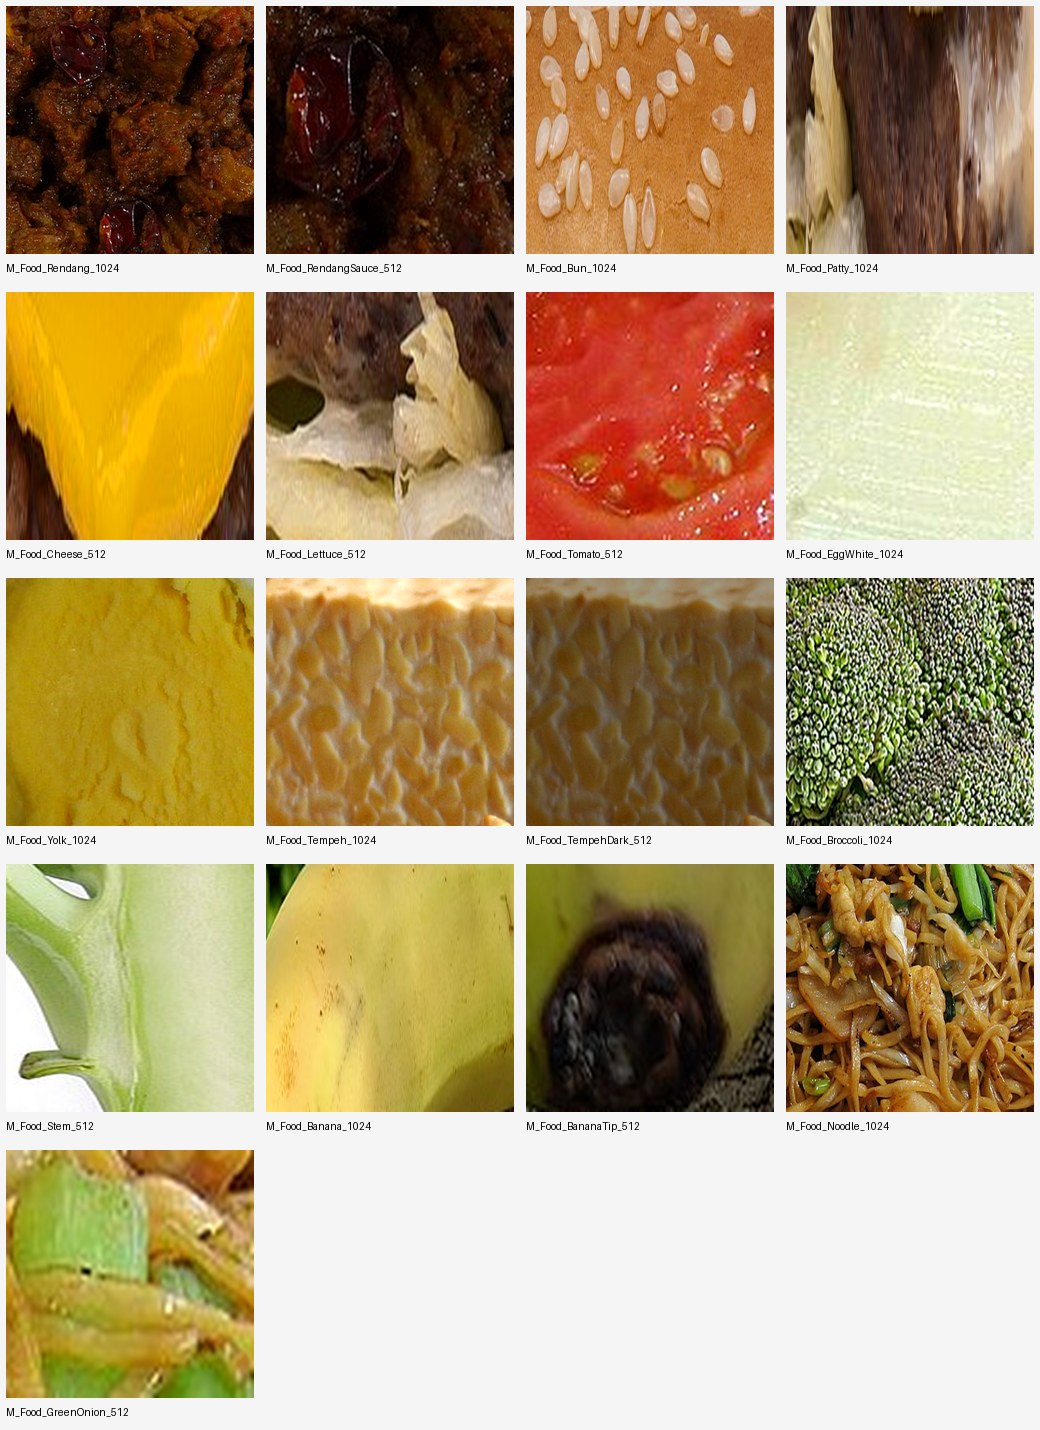 M_Food_Rendang_1024
M_Food_RendangSauce_512
M_Food_Bun_1024
M_Food_Patty_1024
M_Food_Cheese_512
M_Food_Lettuce_512
M_Food_Tomato_512
M_Food_EggWhite_1024
M_Food_Yolk_1024
M_Food_Tempeh_1024
M_Food_TempehDark_512
M_Food_Broccoli_1024
M_Food_Stem_512
M_Food_Banana_1024
M_Food_BananaTip_512
M_Food_Noodle_1024
M_Food_GreenOnion_512